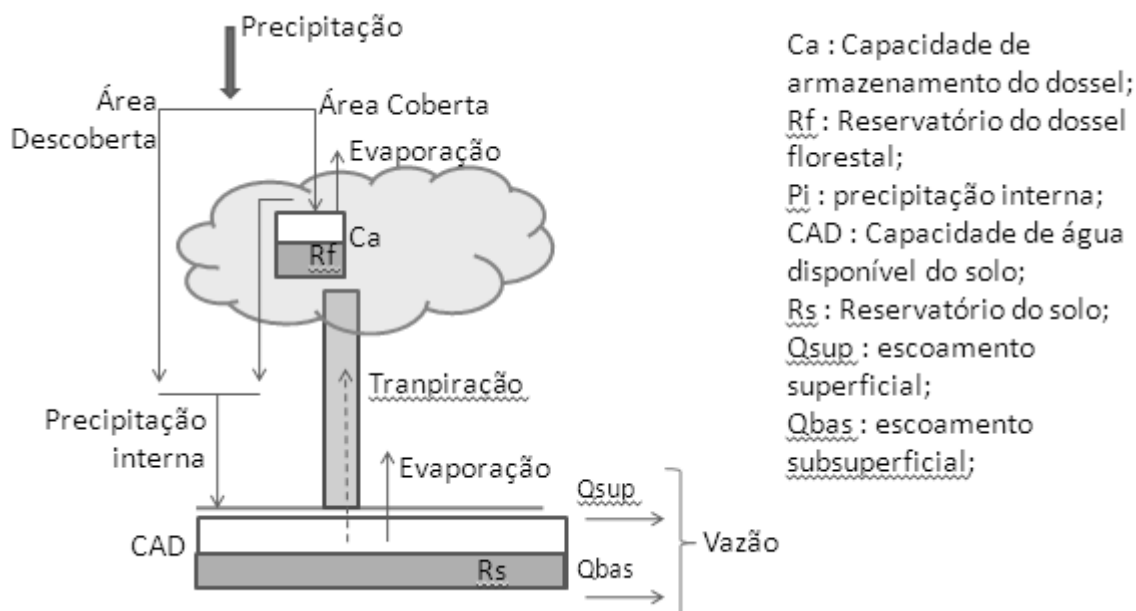 Precipitação
Área
Descoberta
Área Coberta
Evaporação
Ca
Rf
Tranpiração
Precipitação
interna
Evaporação
Qsup
CAD
Rs
Qbas
Vazão
Ca : Capacidade de
armazenamento do dossel;
Rf : Reservatório do dossel
florestal;
Pi : precipitação interna;
CAD : Capacidade de água
disponível do solo;
Rs : Reservatório do solo;
Qsup : escoamento
superficial;
Qbas : escoamento
subsuperficial;